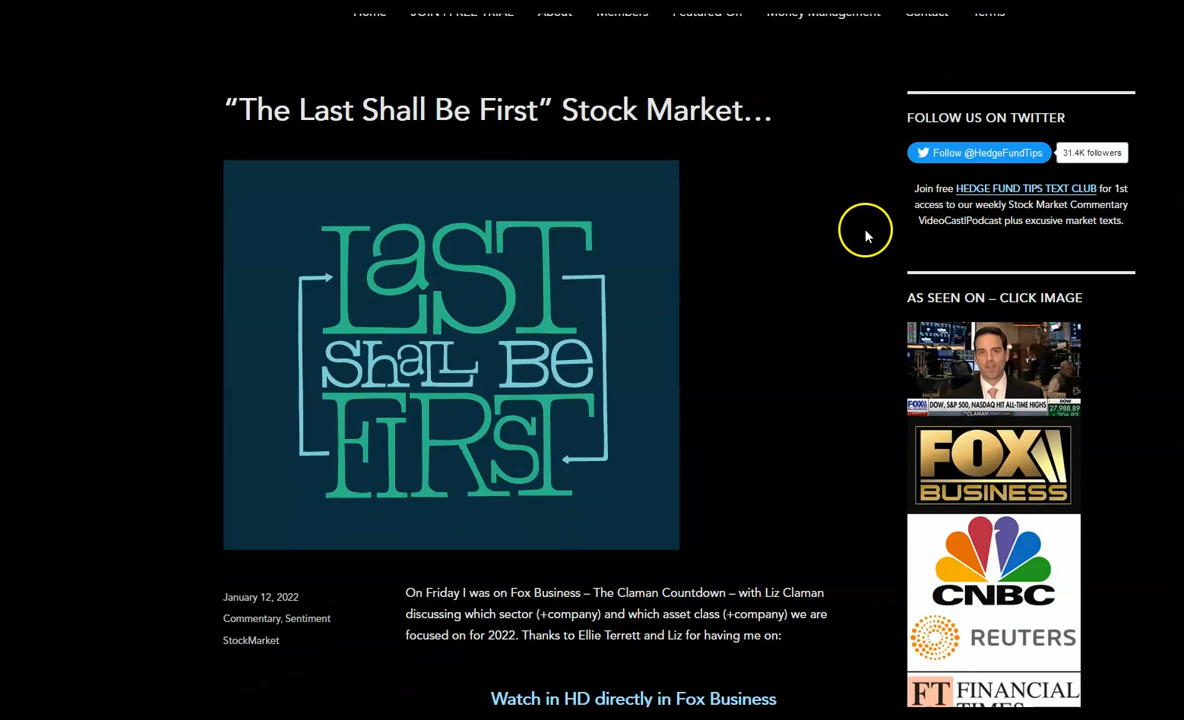 Home JOIN FREE TRIAL About Members Featured On Money Management Contact Terms
“The Last Shall Be First” Stock Market...
Last
Shall Be
First
January 12, 2022
Commentary, Sentiment
StockMarket
On Friday I was on Fox Business – The Claman Countdown – with Liz Claman
discussing which sector (+company) and which asset class (+company) we are
focused on for 2022. Thanks to Ellie Terrett and Liz for having me on:
Watch in HD directly in Fox Business
FOLLOW US ON TWITTER
Follow @HedgeFundTips 31.4K followers
Join free HEDGE FUND TIPS TEXT CLUB for 1st
access to our weekly Stock Market Commentary
VideoCast|Podcast plus excusive market texts.
AS SEEN ON – CLICK IMAGE
FOX DOW, S&P 500, NASDAQ HIT ALL-TIME HIGHS DOW
27,988.89
FOX
BUSINESS
CNBC
REUTERS
FT FINANCIAL
TIMES